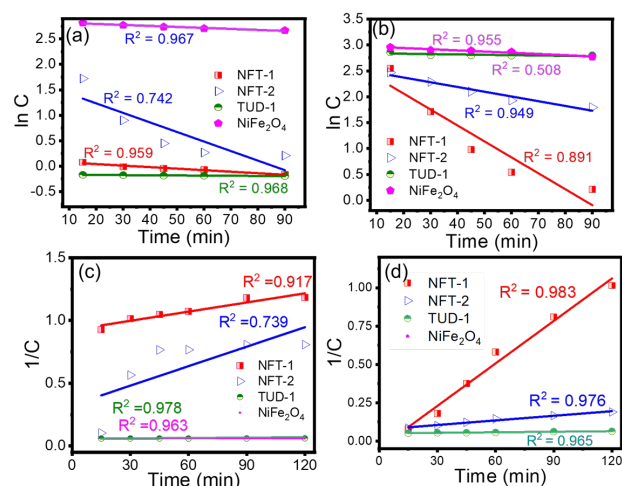 (a)
R² = 0.967
NFT-1
NFT-2
TUD-1
NiFe₂O₄
R² = 0.742
R² = 0.959
R² = 0.968
ln C
2.5
2.0
1.5
1.0
0.5
0.0
-0.5
10 20 30 40 50 60 70 80 90
Time (min)
(b)
R² = 0.955
R² = 0.508
R² = 0.949
R² = 0.891
NFT-1
NFT-2
TUD-1
NiFe₂O₄
ln C
3.5
3.0
2.5
2.0
1.5
1.0
0.5
0.0
10 20 30 40 50 60 70 80 90
Time (min)
(c)
R² = 0.917
R² = 0.739
NFT-1
NFT-2
TUD-1
NiFe₂O₄
R² =0.978
R² =0.963
1/C
1.5
1.0
0.5
0.0
0 30 60 90 120
Time (min)
(d)
NFT-1
NFT-2
TUD-1
NiFe₂O₄
R² = 0.983
R² = 0.976
R² =0.965
1/C
1.00
0.75
0.50
0.25
0.00
0 30 60 90 120
Time (min)